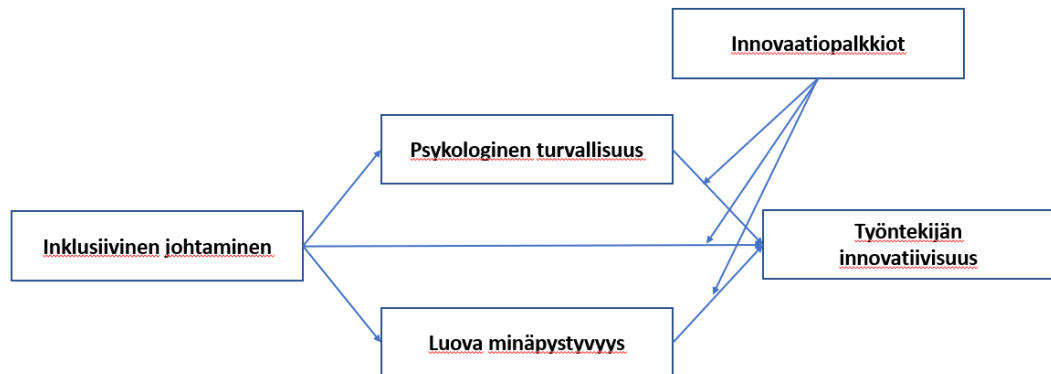 Innovaatiopalkkiot
Psykologinen turvallisuus
Inklusiivinen johtaminen
Työntekijän
innovatiivisuus
Luova minäpystyvyys